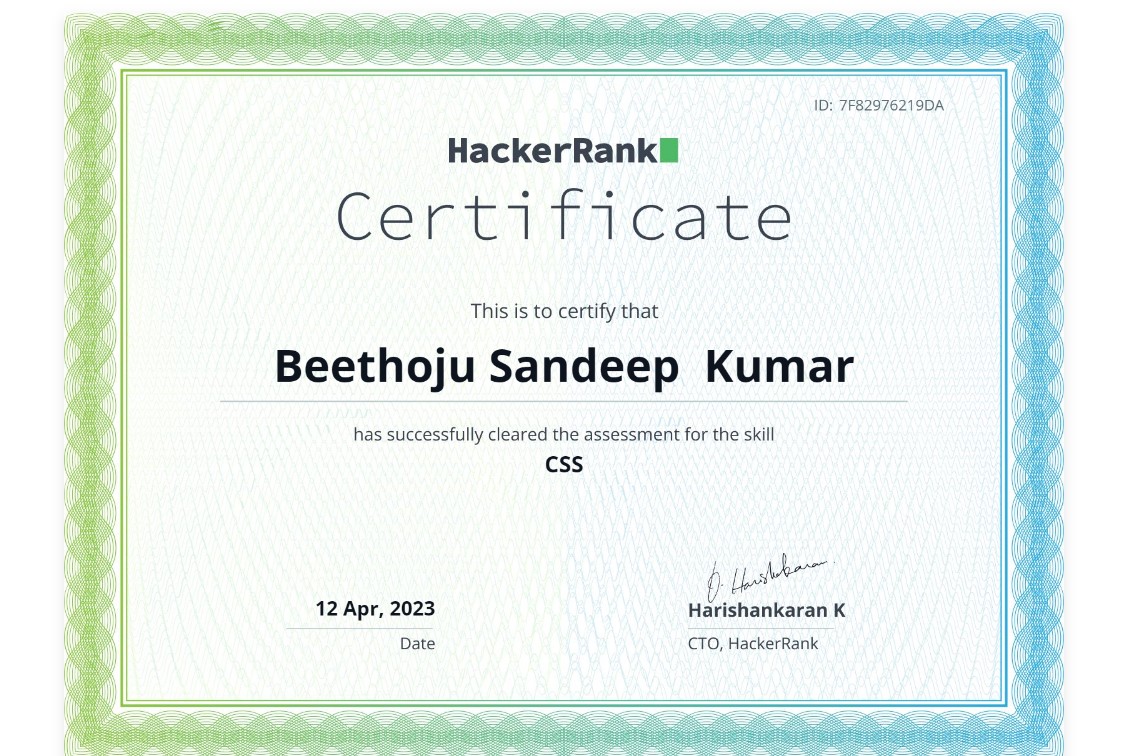 ID: 7F82976219DA
HackerRank
Certificate
This is to certify that
Beethoju Sandeep Kumar
has successfully cleared the assessment for the skill
CSS
12 Apr, 2023
Date
Harishankaran K
CTO, HackerRank